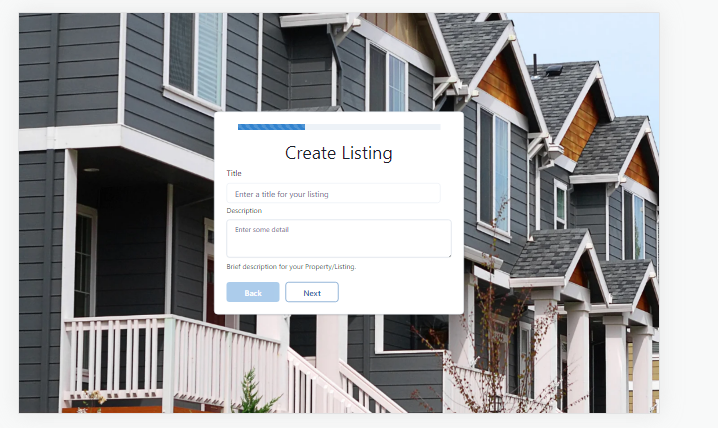 Create Listing
Title
Enter a title for your listing
Description
Enter some detail
Brief description for your Property/Listing.
Back
Next